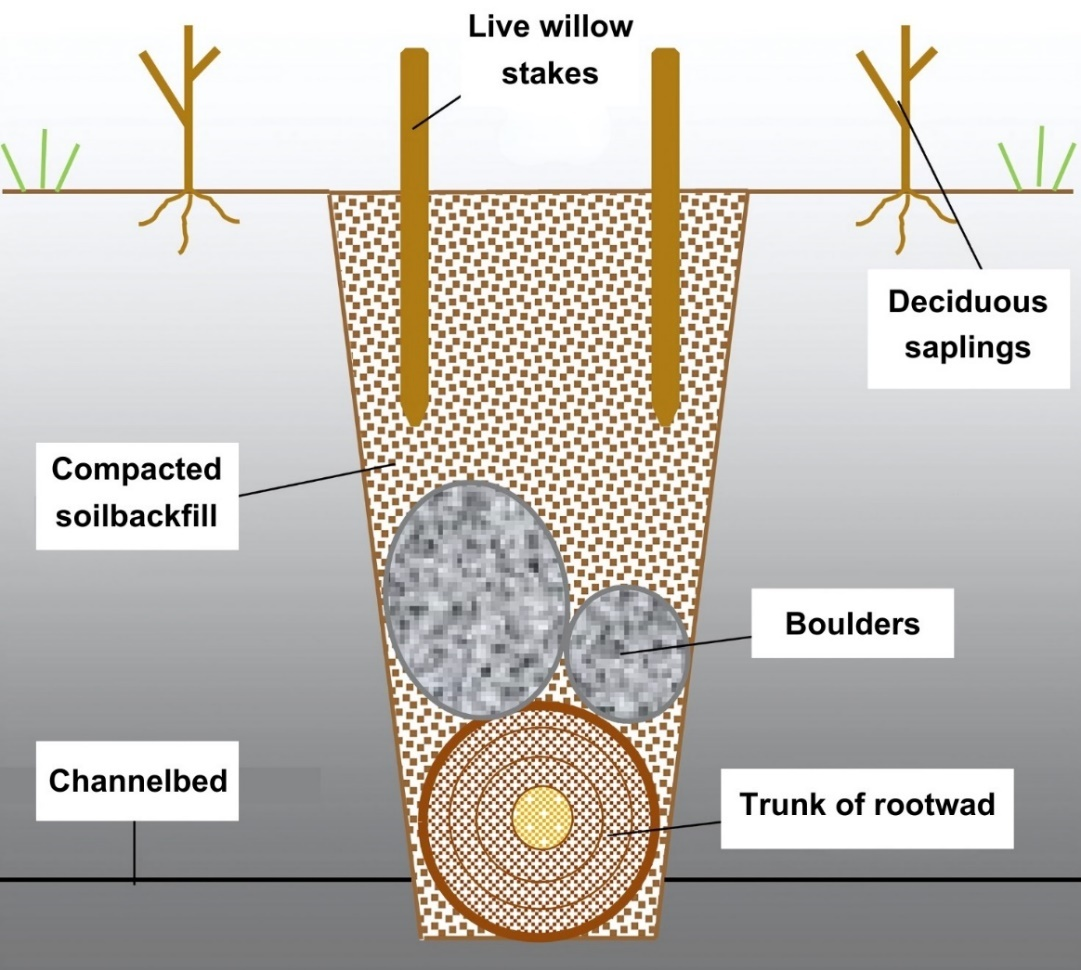 Live willow
stakes
Deciduous
saplings
Compacted
soilbackfill
Boulders
Channelbed
Trunk of rootwad